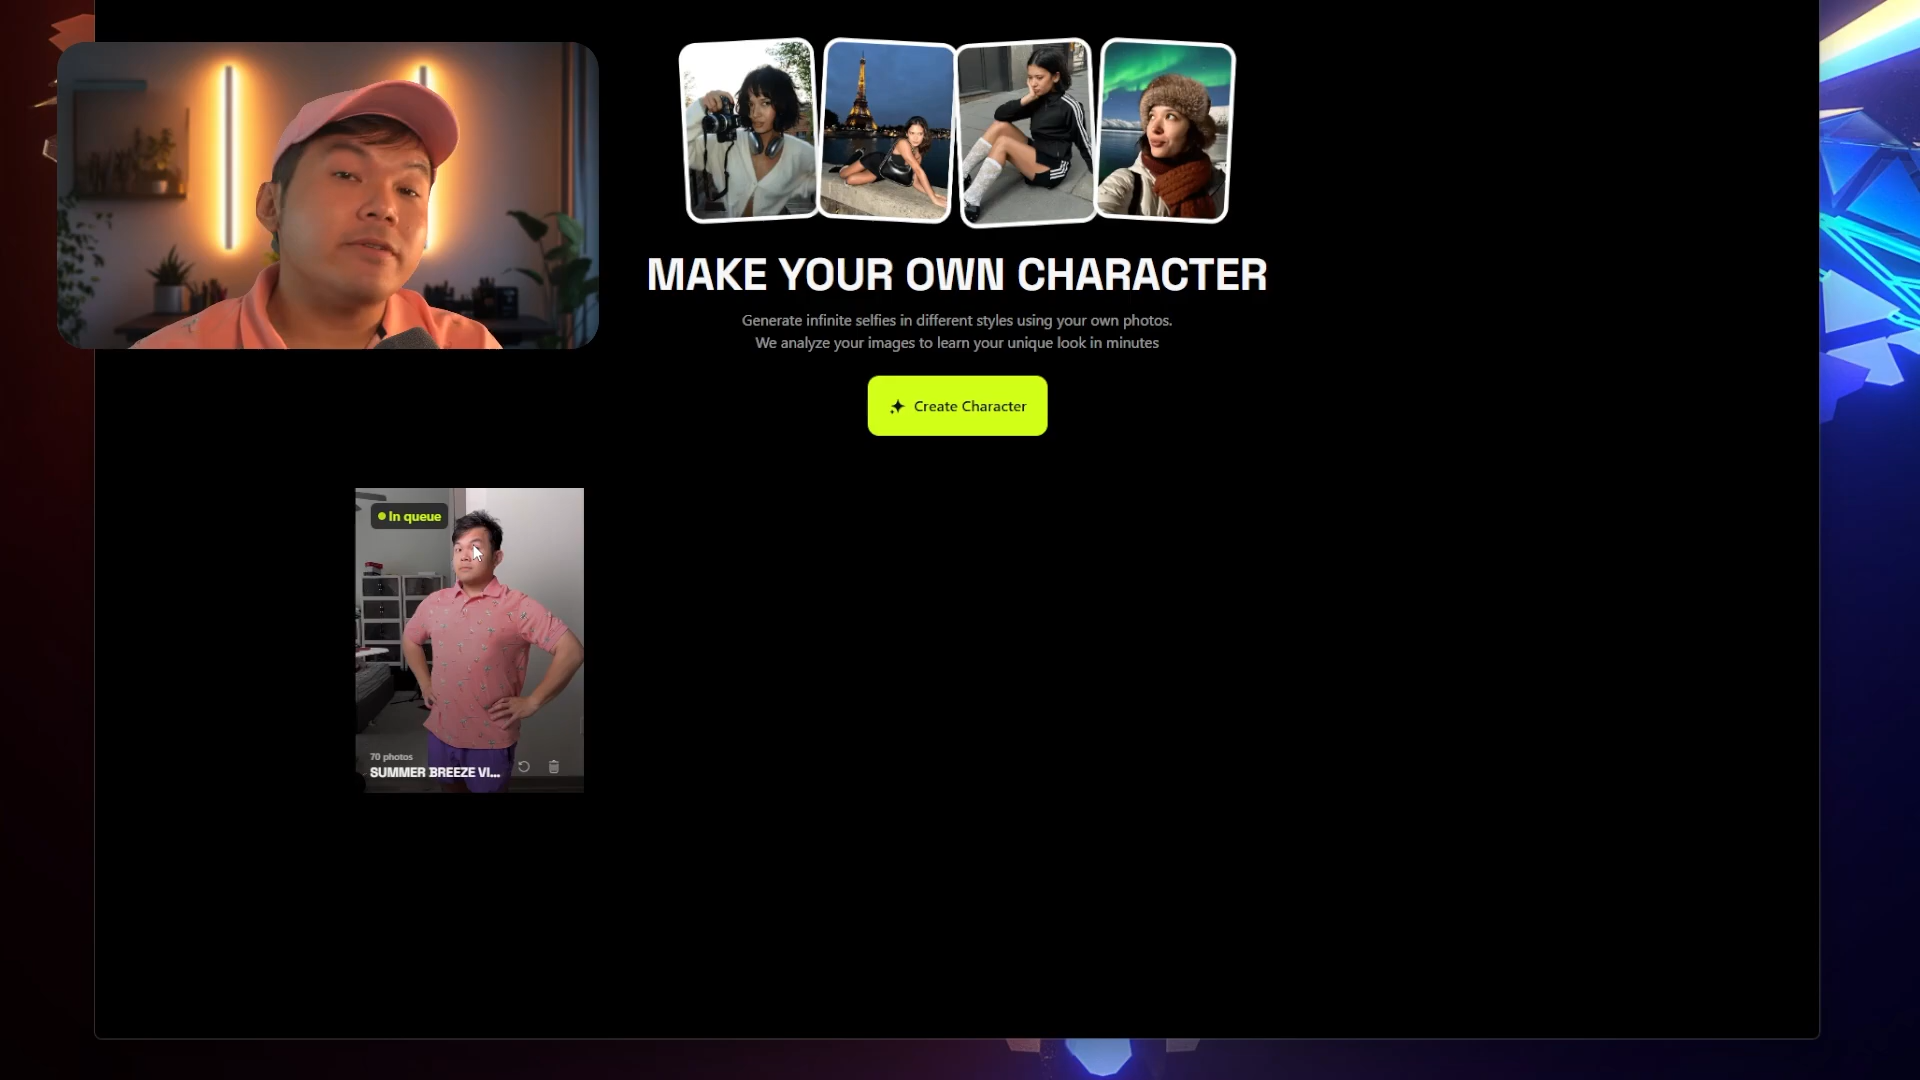 MAKE YOUR OWN CHARACTER
Generate infinite selfies in different styles using your own photos.
We analyze your images to learn your unique look in minutes
Create Character
In queue
70 photos
SUMMER BREEZE VI...